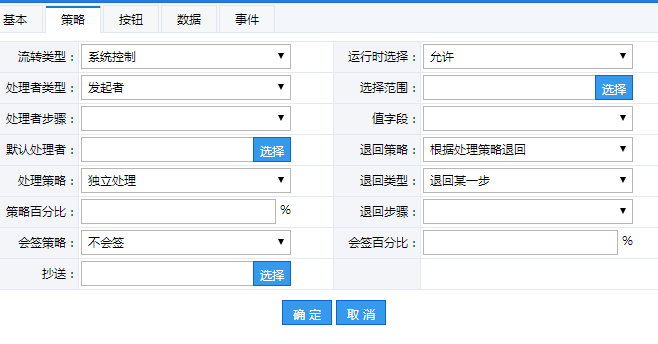 基本 策略 按钮 数据 事件
流转类型： 系统控制 运行时选择： 允许
处理者类型： 发起者 选择范围： 选择
处理者步骤： 值字段：
默认处理者： 选择 退回策略： 根据处理策略退回
处理策略： 独立处理 退回类型： 退回某一步
策略百分比： % 退回步骤：
会签策略： 不会签 会签百分比： %
抄送： 选择
确 定 取 消